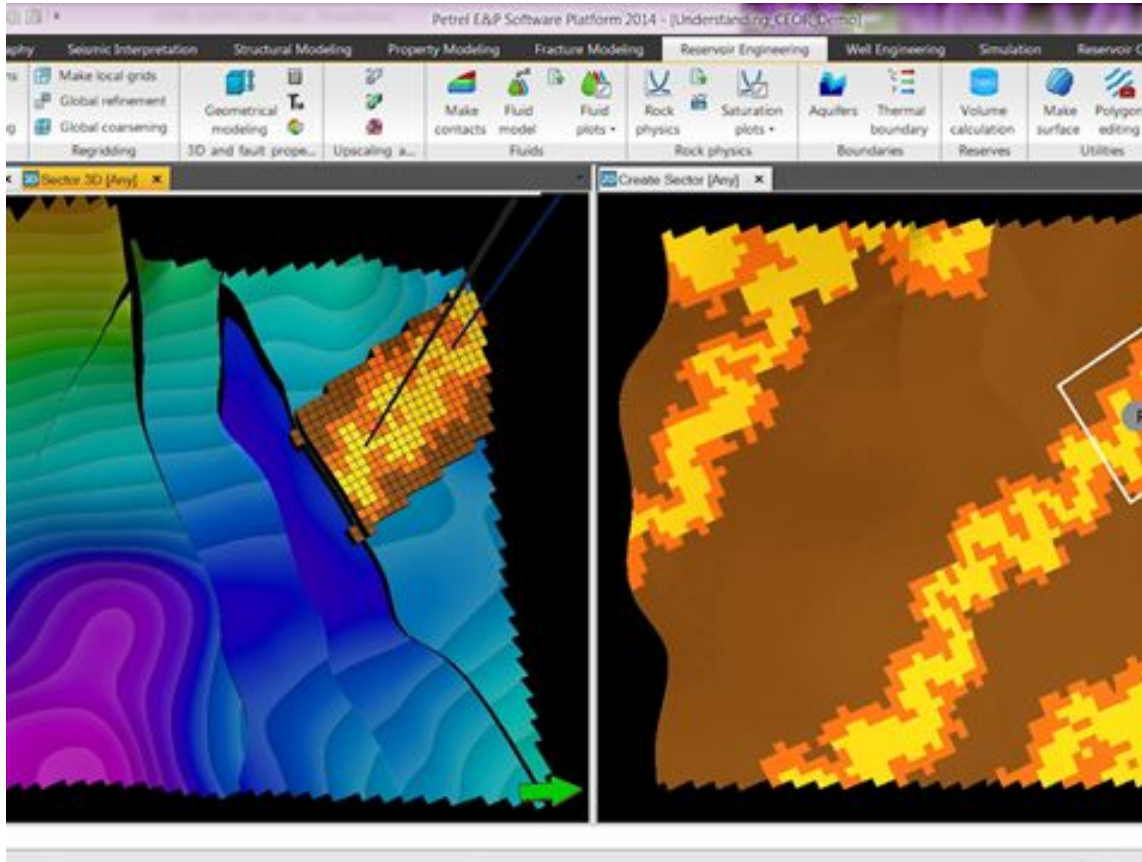 Petrel E&P Software Platform 2014 - [Understanding_CEOR_Demo]
Seismic Interpretation Structural Modeling Property Modeling Fracture Modeling Reservoir Engineering Well Engineering Simulation Reservoir
Make local grids
Global refinement
Global coarsening
Regridding
Geometrical
modeling
3D and fault prope...
Upscaling a...
Make
contacts
Fluid
model
Fluid
plots
Fluids
Rock
physics
Saturation
plots
Rock physics
Aquifers
Thermal
boundary
Boundaries
Volume
calculation
Reserves
Make
surface
Polygon
editing
Utilities
3D Sector 3D [Any]
2D Create Sector [Any]